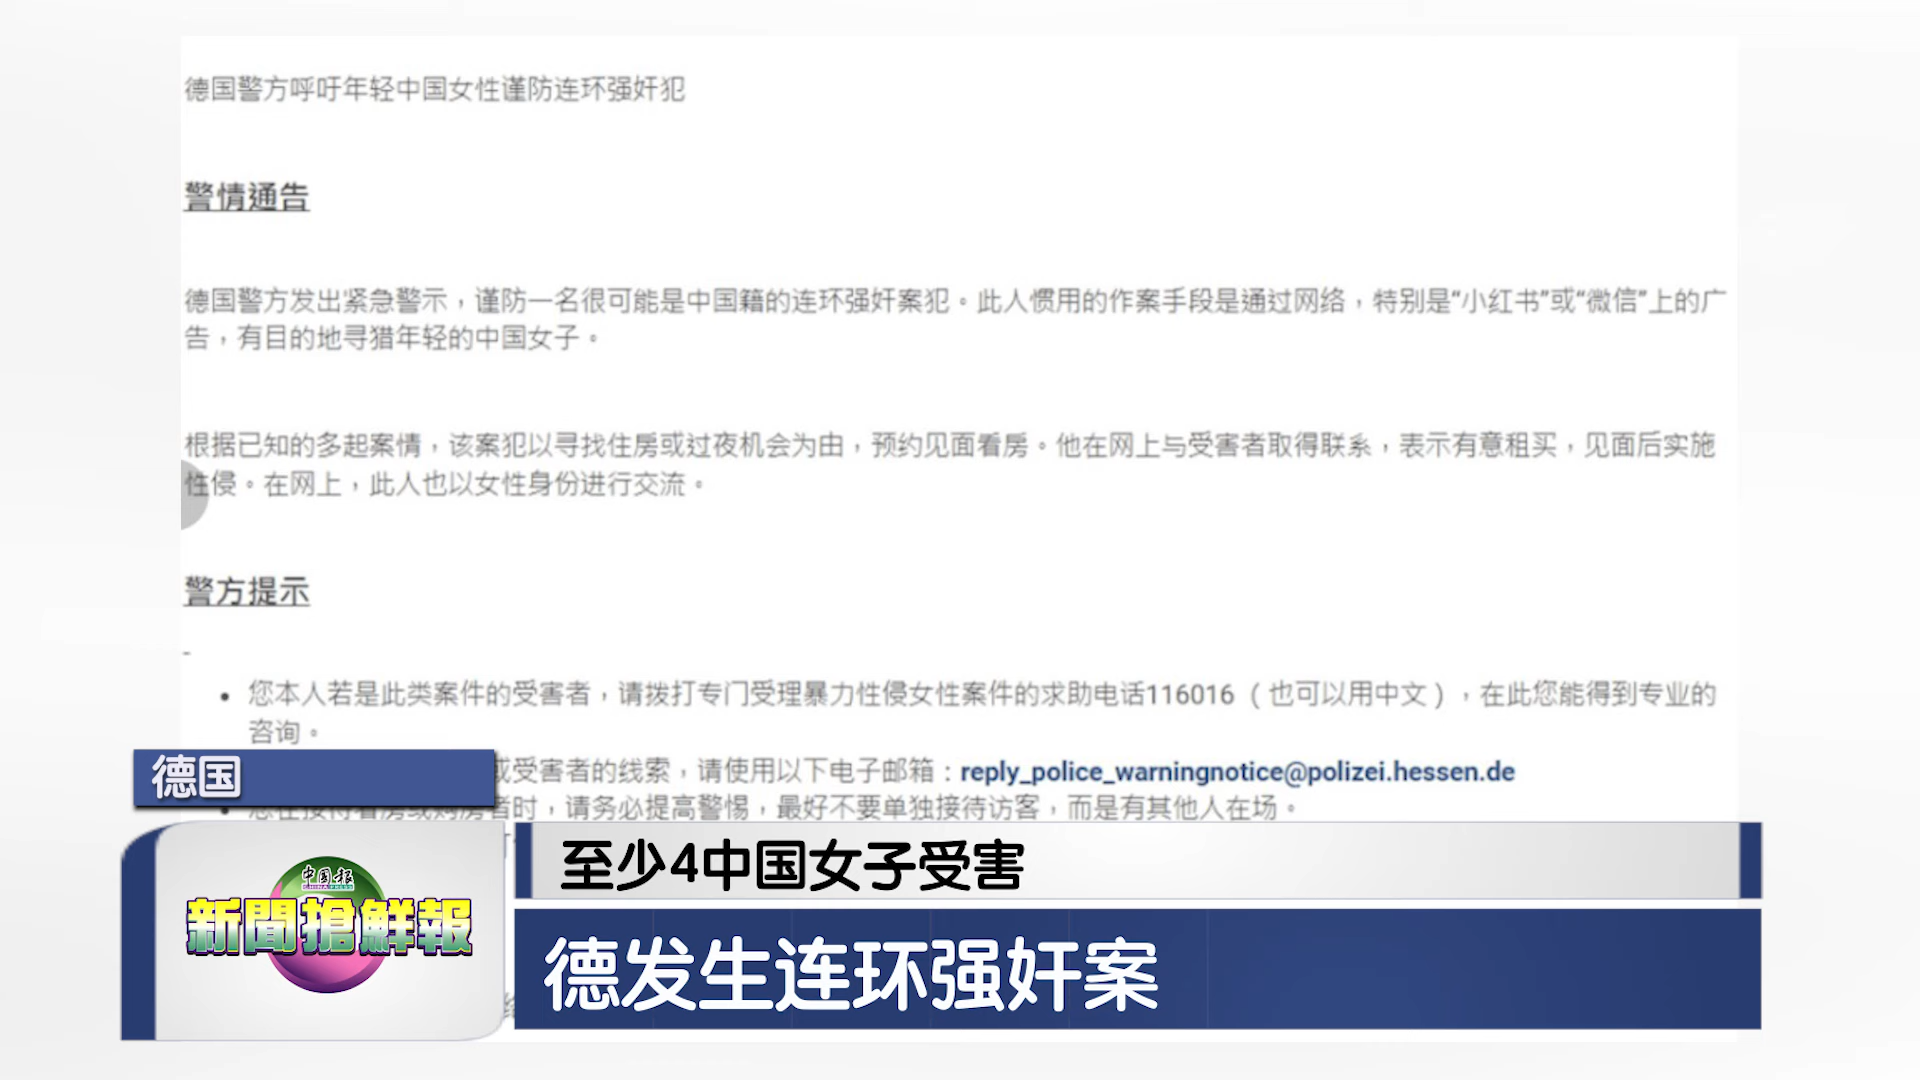 德国警方呼吁年轻中国女性谨防连环强奸犯
警情通告
德国警方发出紧急警示，谨防一名很可能是中国籍的连环强奸案犯。此人惯用的作案手段是通过网络，特别是“小红书”或“微信”上的广
告，有目的地寻猎年轻的中国女子。
根据已知的多起案情，该案犯以寻找住房或过夜机会为由，预约见面看房。他在网上与受害者取得联系，表示有意租买，见面后实施
性侵。在网上，此人也以女性身份进行交流。
警方提示
您本人若是此类案件的受害者，请拨打专门受理暴力性侵女性案件的求助电话116016 （也可以用中文），在此您能得到专业的
咨询。
或受害者的线索，请使用以下电子邮箱：reply_police_warningnotice@polizei.hessen.de
您在接待看房或购房者时，请务必提高警惕，最好不要单独接待访客，而是有其他人在场。
德国
至少4中国女子受害
德发生连环强奸案
中国报
CHINA PRESS
新聞搶鮮報